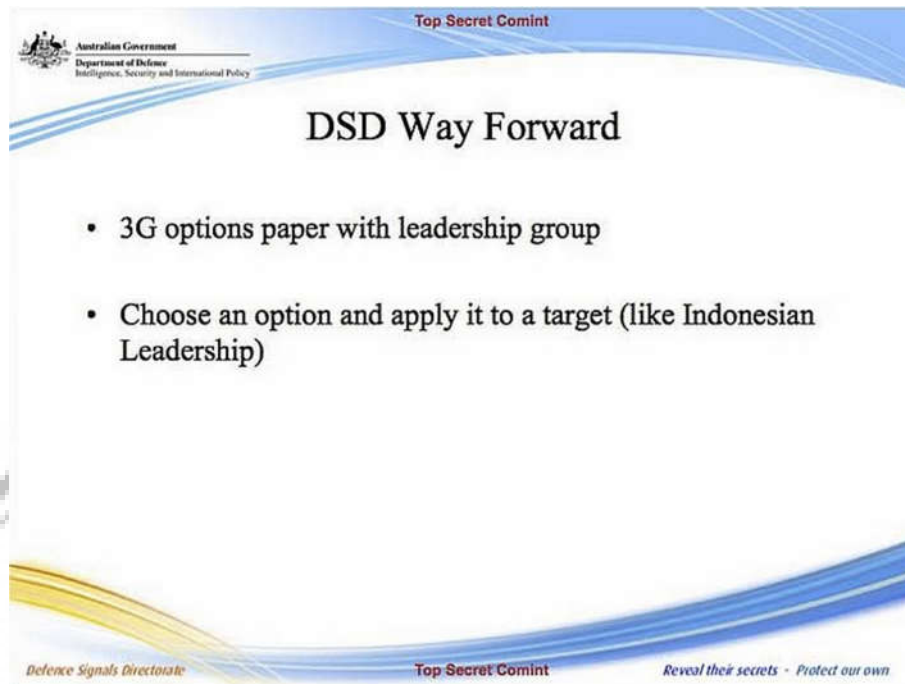 Top Secret Comint
Australian Government
Department of Defence
Intelligence, Security and International Policy
DSD Way Forward
• 3G options paper with leadership group
• Choose an option and apply it to a target (like Indonesian
Leadership)
Defence Signals Directorate
Top Secret Comint
Reveal their secrets - Protect our own